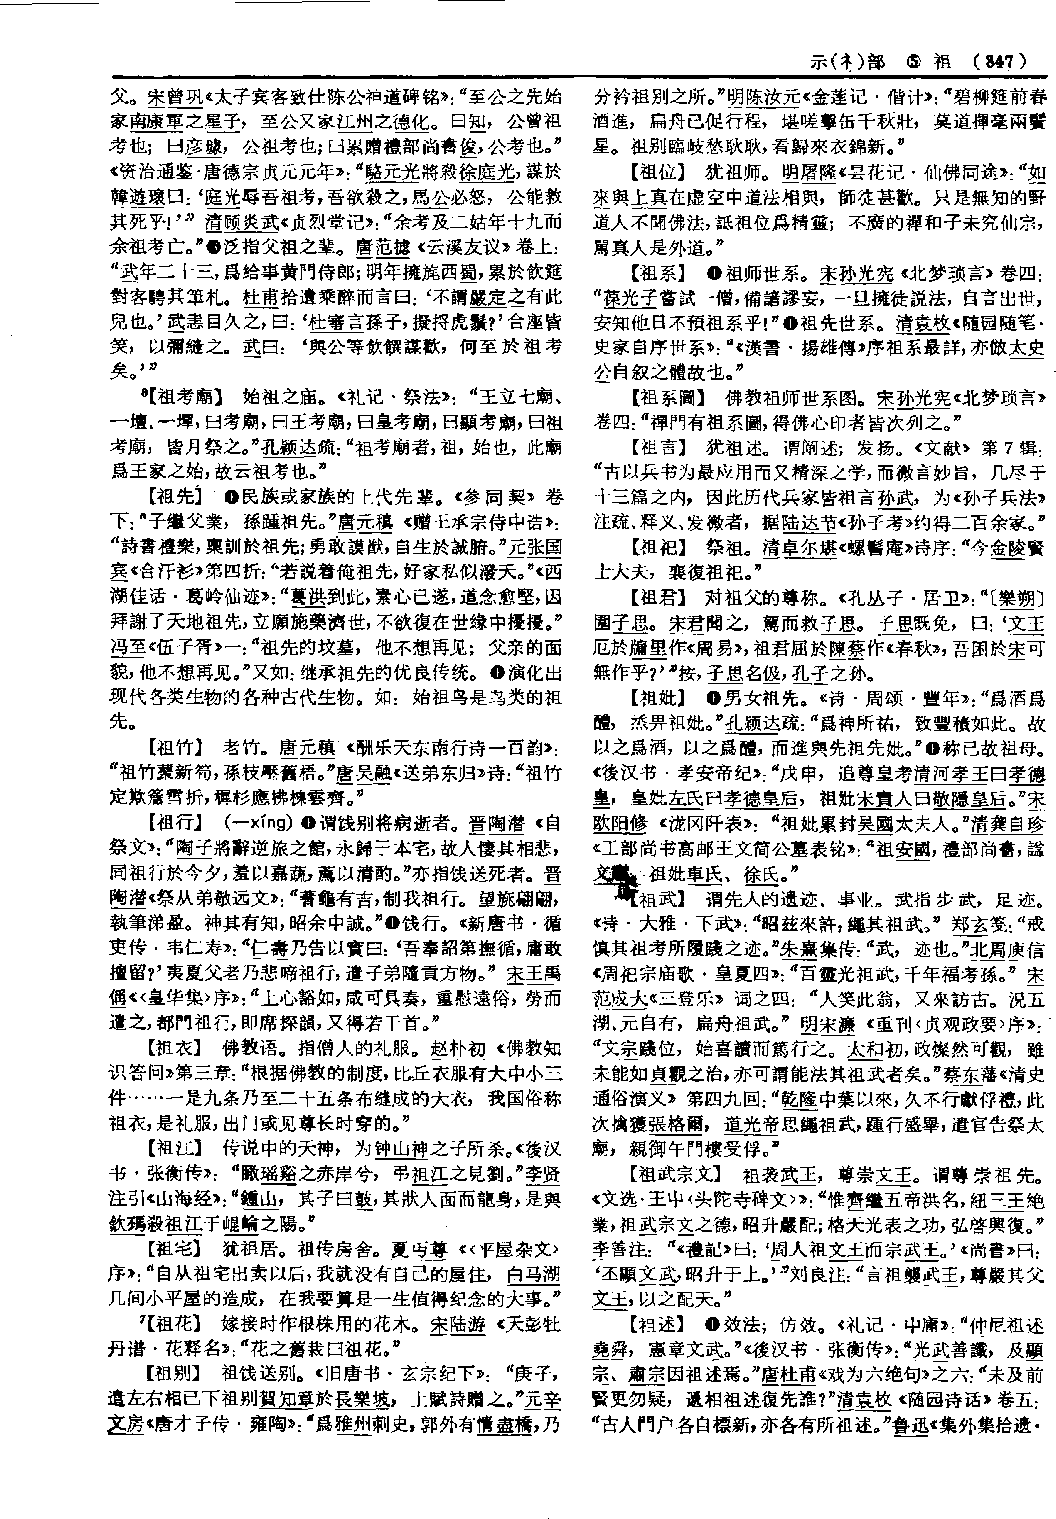 示(礻)部 ⑤ 祖 (847)
父。宋曾巩《太子宾客致仕陈公神道碑铭》：“至公之先始
家南康軍之星子，至公又家江州之德化。曰知，公曾祖
考也；曰彦緣，公祖考也；曰累贈禮部尚書俊，公考也。”
《资治通鉴·唐德宗贞元元年》：“駱元光將殺徐庭光，謀於
韓遊瓌曰：‘庭光辱吾祖考，吾欲殺之，馬公必怒，公能救
其死乎！’” 清顾炎武《贞烈堂记》：“余考及二姑年十九而
余祖考亡。”❸泛指父祖之辈。唐范摅《云溪友议》卷上：
“武年二十三，爲给事黄門侍郎；明年擁旄西蜀，累於飲筵
對客騁其筆札。杜甫拾遺乘醉而言曰：‘不謂嚴定之有此
兒也。’武恚目久之，曰：‘杜審言孫子，擬捋虎鬚？’合座皆
笑，以彌縫之。武曰：‘與公等飲饌謀歡，何至於祖考
矣。’”
⁸【祖考廟】 始祖之庙。《礼记·祭法》：“王立七廟、
一壇、一墠，曰考廟，曰王考廟，曰皇考廟，曰顯考廟，曰祖
考廟；皆月祭之。”孔颖达疏：“祖考廟者，祖，始也，此廟
爲王家之始，故云祖考也。”
【祖先】 ❶民族或家族的上代先辈。《参同契》卷
下：“子繼父業，孫踵祖先。”唐元稹《赠王承宗侍中诰》：
“詩書禮樂，稟訓於祖先；勇敢謨猷，自生於誠腑。”元张国
宾《合汗衫》第四折：“若説着俺祖先，好家私似潑天。”《西
湖佳话·葛岭仙迹》：“葛洪到此，素心已遂，道念愈堅，因
拜謝了天地祖先，立願施藥濟世，不欲復在世缘中擾擾。”
冯至《伍子胥》一：“祖先的坟墓，他不想再见；父亲的面
貌，他不想再见。”又如：继承祖先的优良传统。❷演化出
现代各类生物的各种古代生物。如：始祖鸟是鸟类的祖
先。
【祖竹】 老竹。唐元稹《酬乐天东南行诗一百韵》：
“祖竹叢新筍，孫枝壓舊梧。”唐吴融《送弟东归》诗：“祖竹
定欺簷雪折，稺杉應拂棟雲齊。”
【祖行】 (—xíng) ❶谓饯别将病逝者。晋陶潜《自
祭文》：“陶子將辭逆旅之館，永歸于本宅，故人悽其相悲，
同祖行於今夕，羞以嘉蔬，薦以清酌。”亦指饯送死者。晋
陶潜《祭从弟敬远文》：“蓍龜有吉，制我祖行。望旐翩翩，
執筆涕盈。神其有知，昭余中誠。”❷饯行。《新唐书·循
吏传·韦仁寿》：“仁壽乃告以實曰：‘吾奉詔第撫循，庸敢
擅留？’夷夏父老乃悲啼祖行，遣子弟隨貢方物。” 宋王禹
偁《〈皇华集〉序》：“上心豁如，咸可具奏，重慰遠俗，勞而
遣之，都門祖行，即席探韻，又得若干首。”
【祖衣】 佛教语。指僧人的礼服。赵朴初《佛教知
识答问》第三章：“根据佛教的制度，比丘衣服有大中小三
件……一是九条乃至二十五条布缝成的大衣，我国俗称
祖衣，是礼服，出门或见尊长时穿的。”
【祖江】 传说中的天神，为钟山神之子所杀。《後汉
书·张衡传》：“瞰瑶谿之赤岸兮，弔祖江之見劉。”李贤
注引《山海经》：“鍾山，其子曰鼓，其狀人面而龍身，是與
欽䲹殺祖江于崐崘之陽。”
【祖宅】 犹祖居。祖传房舍。夏丏尊《〈平屋杂文〉
序》：“自从祖宅出卖以后，我就没有自己的屋住，白马湖
几间小平屋的造成，在我要算是一生值得纪念的大事。”
⁷【祖花】 嫁接时作根株用的花木。宋陆游《天彭牡
丹谱·花释名》：“花之舊栽曰祖花。”
【祖别】 祖饯送别。《旧唐书·玄宗纪下》：“庚子，
遣左右相已下祖别賀知章於長樂坡，上賦詩贈之。”元辛
文房《唐才子传·雍陶》：“爲雅州刺史，郭外有情盡橋，乃
分衿祖别之所。”明陈汝元《金莲记·偕计》：“碧柳筵前春
酒進，扁舟已促行程，堪嗟擊缶千秋壯，莫道揮毫兩鬢
星。祖别臨岐愁耿耿，看歸來衣錦新。”
【祖位】 犹祖师。明屠隆《昙花记·仙佛同途》：“如
來與上真在虚空中道法相與，師徒甚歡。只是無知的野
道人不聞佛法，詆祖位爲精靈；不廣的禪和子未究仙宗，
駡真人是外道。”
【祖系】 ❶祖师世系。宋孙光宪《北梦琐言》卷四：
“葆光子嘗試一僧，備諳謬妄，一旦擁徒説法，自言出世，
安知他日不預祖系乎！”❷祖先世系。清袁枚《随园随笔·
史家自序世系》：“《漢書·揚雄傳》序祖系最詳，亦倣太史
公自叙之體故也。”
【祖系圖】 佛教祖师世系图。宋孙光宪《北梦琐言》
卷四：“禪門有祖系圖，得佛心印者皆次列之。”
【祖言】 犹祖述。谓阐述；发扬。《文献》第7辑：
“古以兵书为最应用而又精深之学，而微言妙旨，几尽于
十三篇之内，因此历代兵家皆祖言孙武，为《孙子兵法》
注疏、释义、发微者，据陆达节《孙子考》约得二百余家。”
【祖祀】 祭祖。清卓尔堪《螺髻庵》诗序：“今金陵賢
士大夫，襄復祖祀。”
【祖君】 对祖父的尊称。《孔丛子·居卫》：“〔樂朔〕
圍子思。宋君聞之，駕而救子思。子思既免，曰：‘文王
厄於牖里作《周易》，祖君屈於陳蔡作《春秋》，吾困於宋可
無作乎？’”按，子思名伋，孔子之孙。
【祖妣】 ❶男女祖先。《诗·周颂·豐年》：“爲酒爲
醴，烝畀祖妣。”孔颖达疏：“爲神所祐，致豐積如此。故
以之爲酒，以之爲醴，而進與先祖先妣。”❷称已故祖母。
《後汉书·孝安帝纪》：“戊申，追尊皇考清河孝王曰孝德
皇，皇妣左氏曰孝德皇后，祖妣宋貴人曰敬隱皇后。”宋
欧阳修《泷冈阡表》：“祖妣累封吴國太夫人。”清龚自珍
《工部尚书高邮王文简公墓表铭》：“祖安國，禮部尚書，謚
文 祖妣車氏、徐氏。”
【祖武】 谓先人的遗迹、事业。武指步武，足迹。
《诗·大雅·下武》：“昭兹來許，繩其祖武。” 郑玄笺：“戒
慎其祖考所履踐之迹。”朱熹集传：“武，迹也。”北周庾信
《周祀宗庙歌·皇夏四》：“百靈光祖武，千年福考孫。” 宋
范成大《三登乐》词之四：“人笑此翁，又來訪古。况五
湖、元自有，扁舟祖武。” 明宋濂《重刊〈贞观政要〉序》：
“文宗踐位，始喜讀而篤行之。太和初，政燦然可觀，雖
未能如貞觀之治，亦可謂能法其祖武者矣。”蔡东藩《清史
通俗演义》第四九回：“乾隆中葉以來，久不行獻俘禮，此
次擒獲張格爾，道光帝思繩祖武，踵行盛舉，遣官告祭太
廟，親御午門樓受俘。”
【祖武宗文】 祖袭武王，尊崇文王。谓尊崇祖先。
《文选·王屮〈头陀寺碑文〉》：“惟齊繼五帝洪名，紐三王絶
業，祖武宗文之德，昭升嚴配；格天光表之功，弘啓興復。”
李善注：“《禮記》曰：‘周人祖文王而宗武王。’《尚書》曰：
‘丕顯文武，昭升于上。’”刘良注：“言祖襲武王，尊嚴其父
文王，以之配天。”
【祖述】 ❶效法；仿效。《礼记·中庸》：“仲尼祖述
堯舜，憲章文武。”《後汉书·张衡传》：“光武善讖，及顯
宗、肅宗因祖述焉。”唐杜甫《戏为六绝句》之六：“未及前
賢更勿疑，遞相祖述復先誰？”清袁枚《随园诗话》卷五：
“古人門户各自標新，亦各有所祖述。”鲁迅《集外集拾遗·